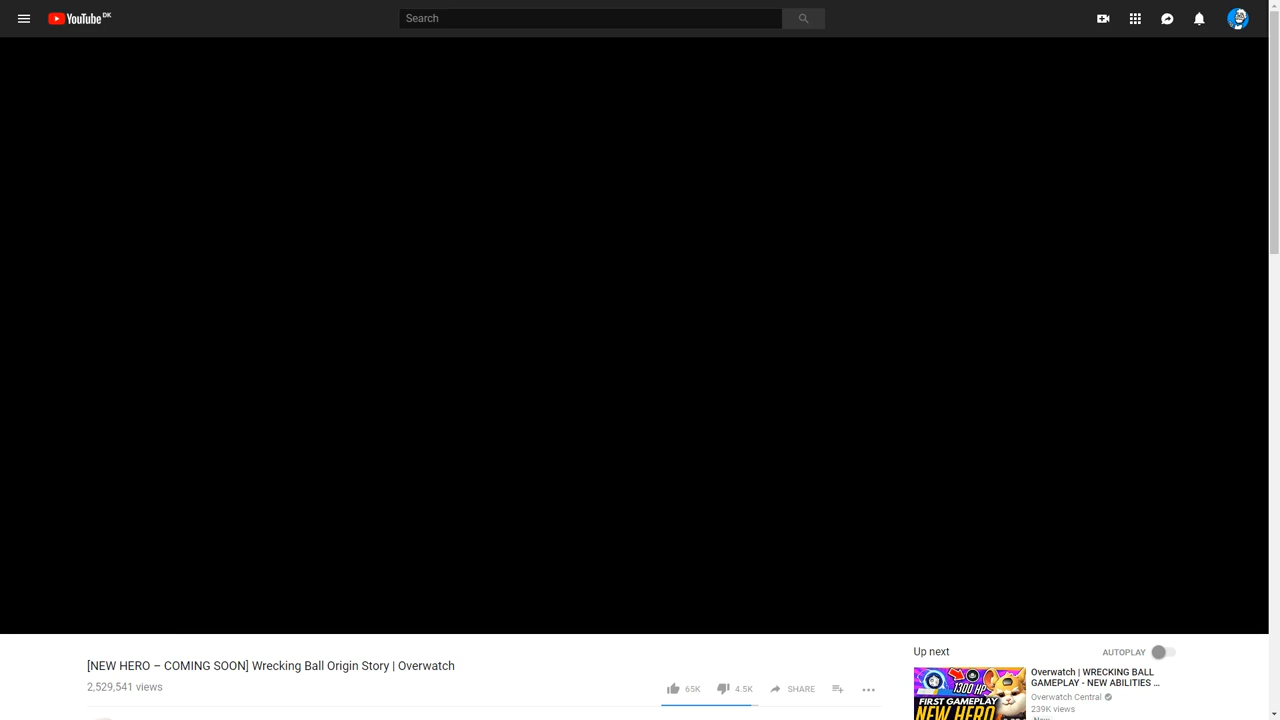 YouTube DK
Search
[NEW HERO – COMING SOON] Wrecking Ball Origin Story | Overwatch
2,529,541 views
65K
4.5K
SHARE
Up next
AUTOPLAY
Overwatch | WRECKING BALL
GAMEPLAY - NEW ABILITIES ...
Overwatch Central
239K views
New
1300 HP
FIRST GAMEPLAY
NEW HERO